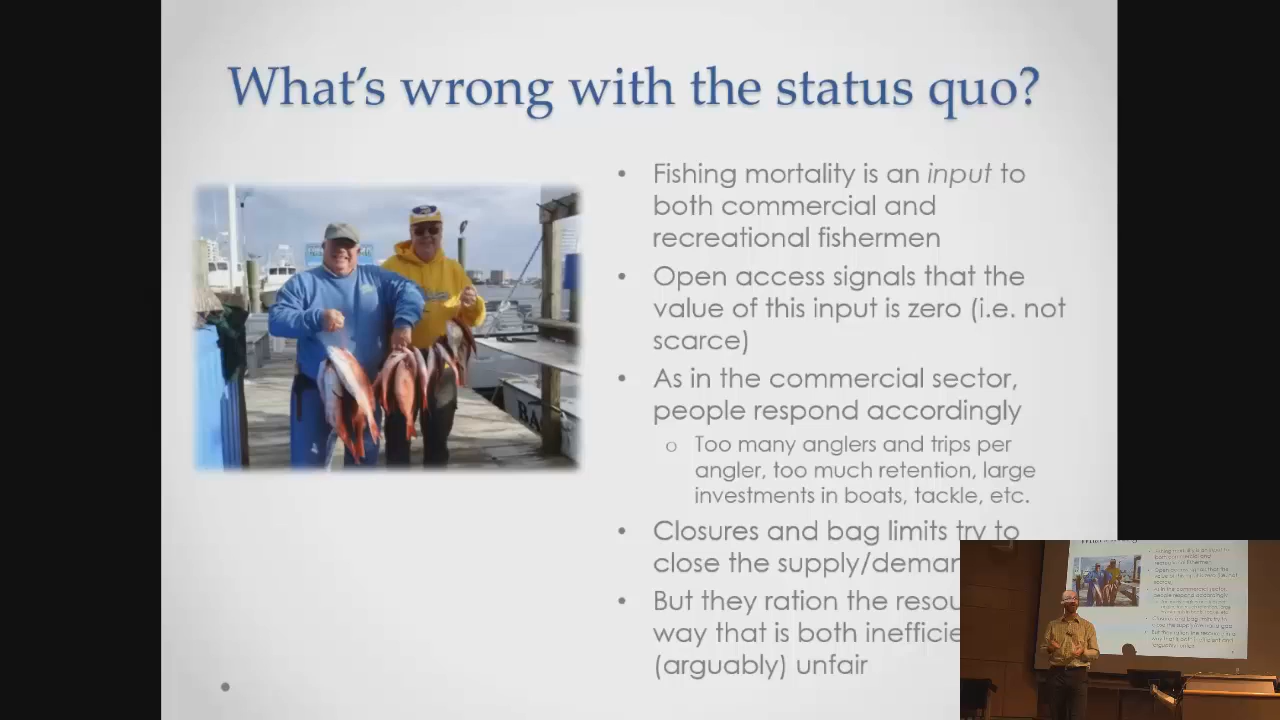 What's wrong with the status quo?
• Fishing mortality is an input to
both commercial and
recreational fishermen
• Open access signals that the
value of this input is zero (i.e. not
scarce)
• As in the commercial sector,
people respond accordingly
o Too many anglers and trips per
angler, too much retention, large
investments in boats, tackle, etc.
• Closures and bag limits try to
close the supply/deman
• But they ration the resou
way that is both inefficie
(arguably) unfair